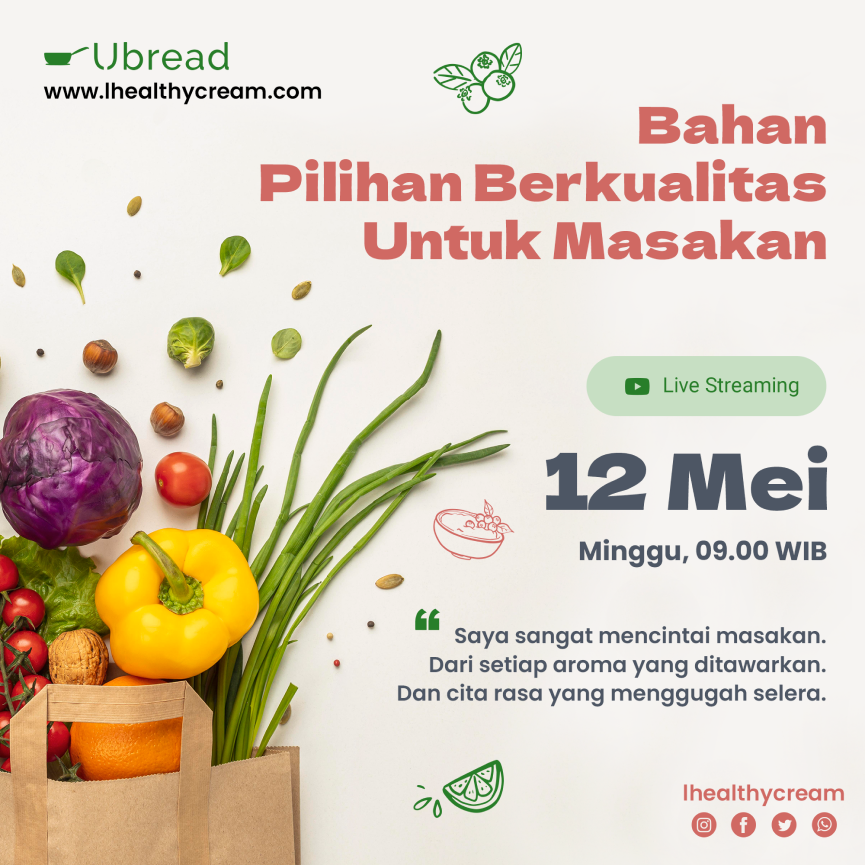 Ubread
www.lhealthycream.com
Bahan
Pilihan Berkualitas
Untuk Masakan
Live Streaming
12 Mei
Minggu, 09.00 WIB
“ Saya sangat mencintai masakan.
Dari setiap aroma yang ditawarkan.
Dan cita rasa yang menggugah selera.
lhealthycream